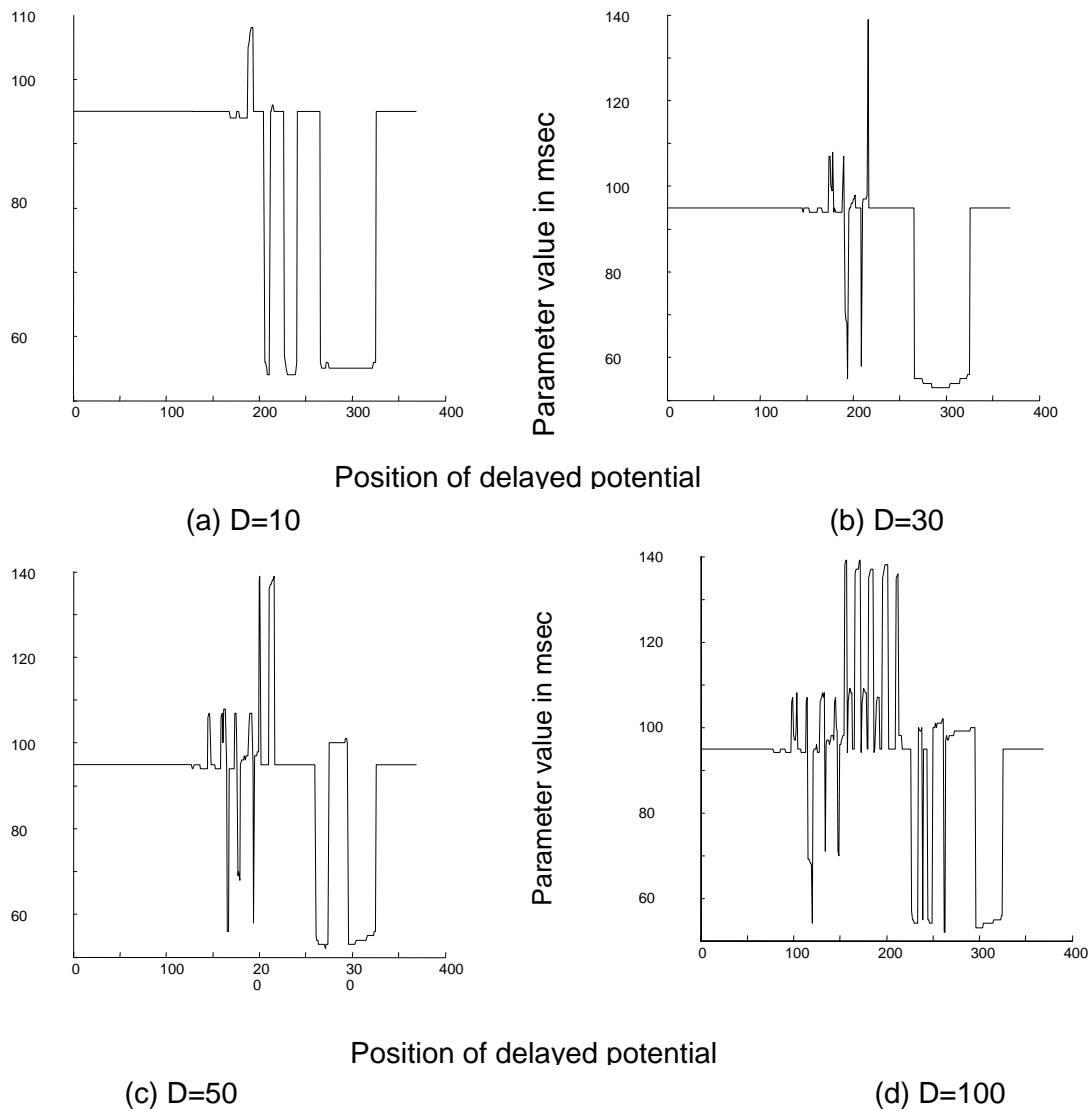 110
100
80
60
0 100 200 300 400
140
120
100
80
60
0 100 200 300 400
Parameter value in msec
Position of delayed potential
(a) D=10
(b) D=30
140
120
100
80
60
0 100 20 30 400
0 0
140
120
100
80
60
100 200 300 400
Parameter value in msec
Position of delayed potential
(c) D=50
(d) D=100